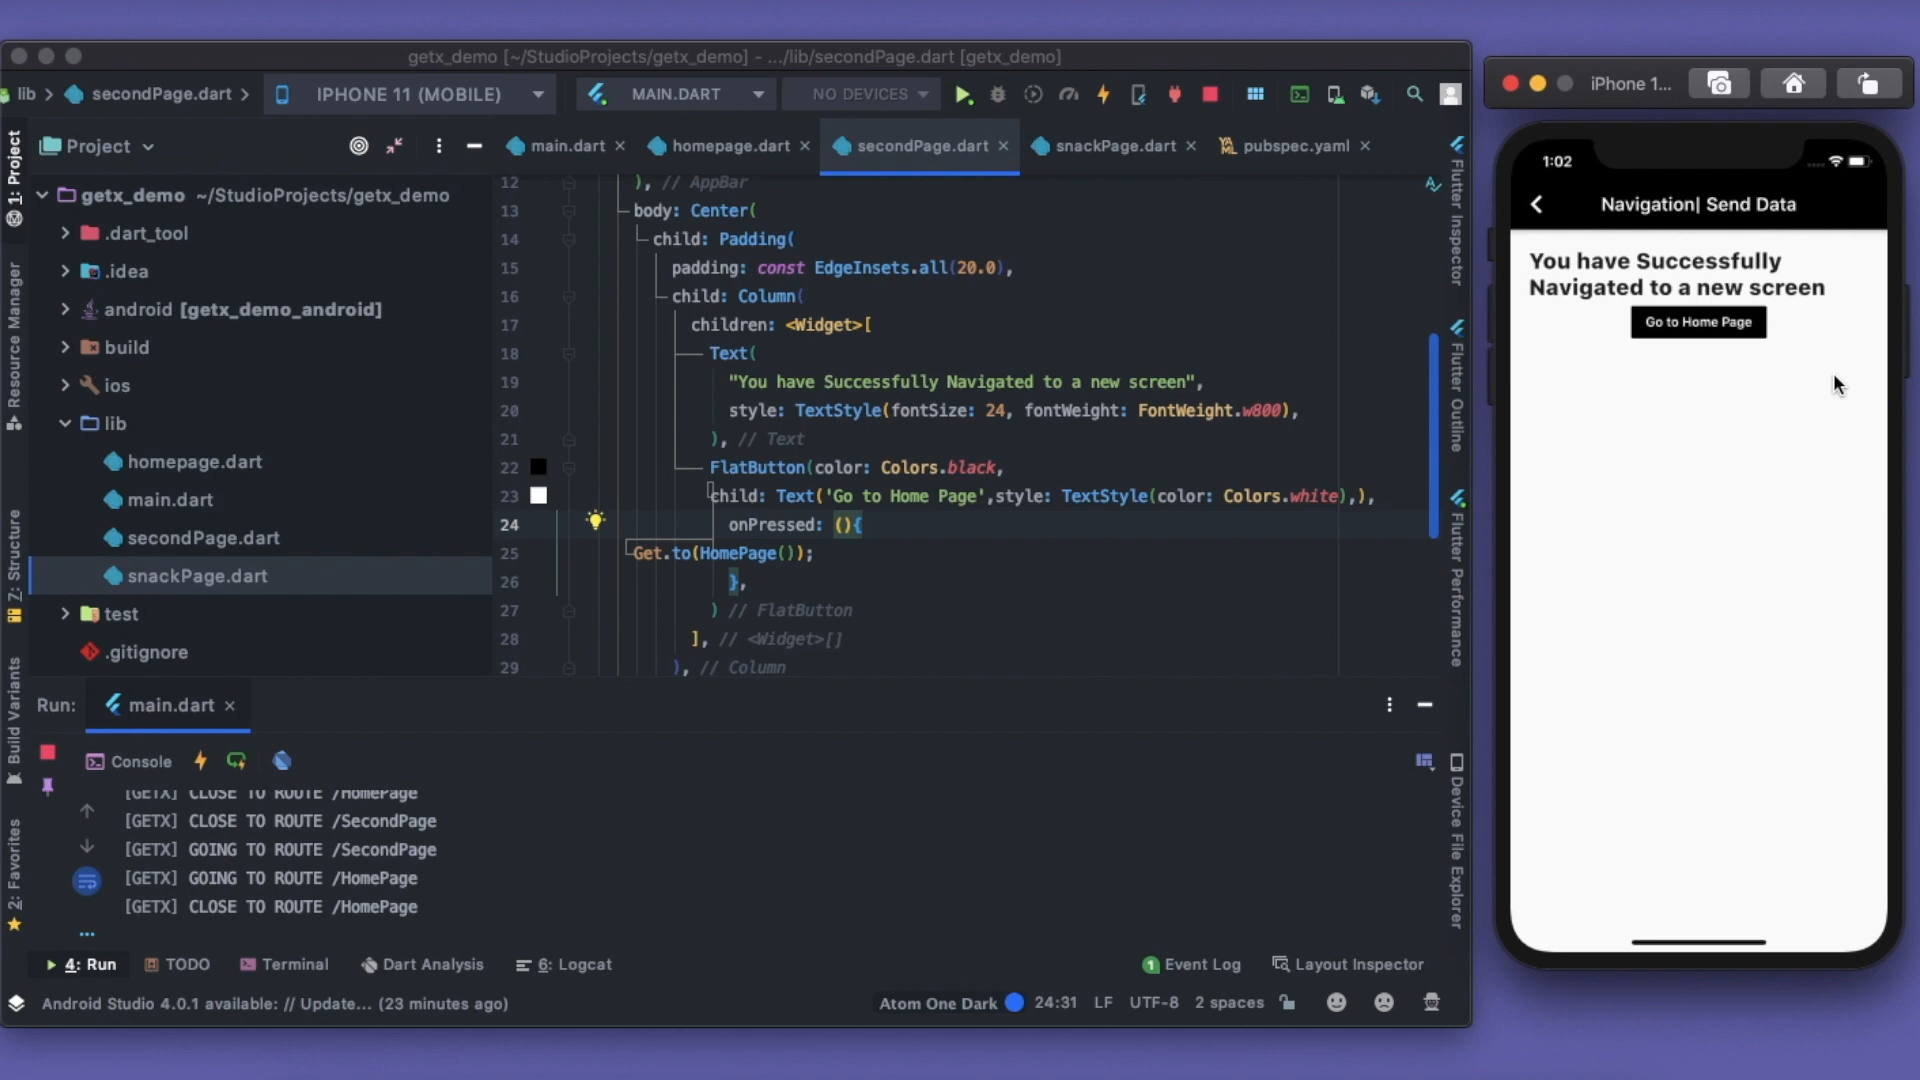 getx_demo [~/StudioProjects/getx_demo] - .../lib/secondPage.dart [getx_demo]
lib
secondPage.dart
IPHONE 11 (MOBILE)
MAIN.DART
NO DEVICES
Project
main.dart
homepage.dart
secondPage.dart
snackPage.dart
pubspec.yaml
1: Project
Resource Manager
Z: Structure
Build Variants
2: Favorites
getx_demo ~/StudioProjects/getx_demo
.dart_tool
.idea
android [getx_demo_android]
build
ios
lib
homepage.dart
main.dart
secondPage.dart
snackPage.dart
test
.gitignore
12 ), // AppBar
13 body: Center(
14 child: Padding(
15 padding: const EdgeInsets.all(20.0),
16 child: Column(
17 children: <Widget>[
18 Text(
19 "You have Successfully Navigated to a new screen",
20 style: TextStyle(fontSize: 24, fontWeight: FontWeight.w800),
21 ), // Text
22 FlatButton(color: Colors.black,
23 child: Text('Go to Home Page',style: TextStyle(color: Colors.white),),
24 onPressed: (){
25 Get.to(HomePage());
26 },
27 ) // FlatButton
28 ], // <Widget>[]
29 ), // Column
Flutter Inspector
Flutter Outline
Flutter Performance
Device File Explorer
Run:
main.dart
Console
[GETX] CLOSE TO ROUTE /HomePage
[GETX] CLOSE TO ROUTE /SecondPage
[GETX] GOING TO ROUTE /SecondPage
[GETX] GOING TO ROUTE /HomePage
[GETX] CLOSE TO ROUTE /HomePage
4: Run
TODO
Terminal
Dart Analysis
6: Logcat
1 Event Log
Layout Inspector
Android Studio 4.0.1 available: // Update... (23 minutes ago)
Atom One Dark
24:31
LF
UTF-8
2 spaces
iPhone 1...
1:02
Navigation| Send Data
You have Successfully
Navigated to a new screen
Go to Home Page